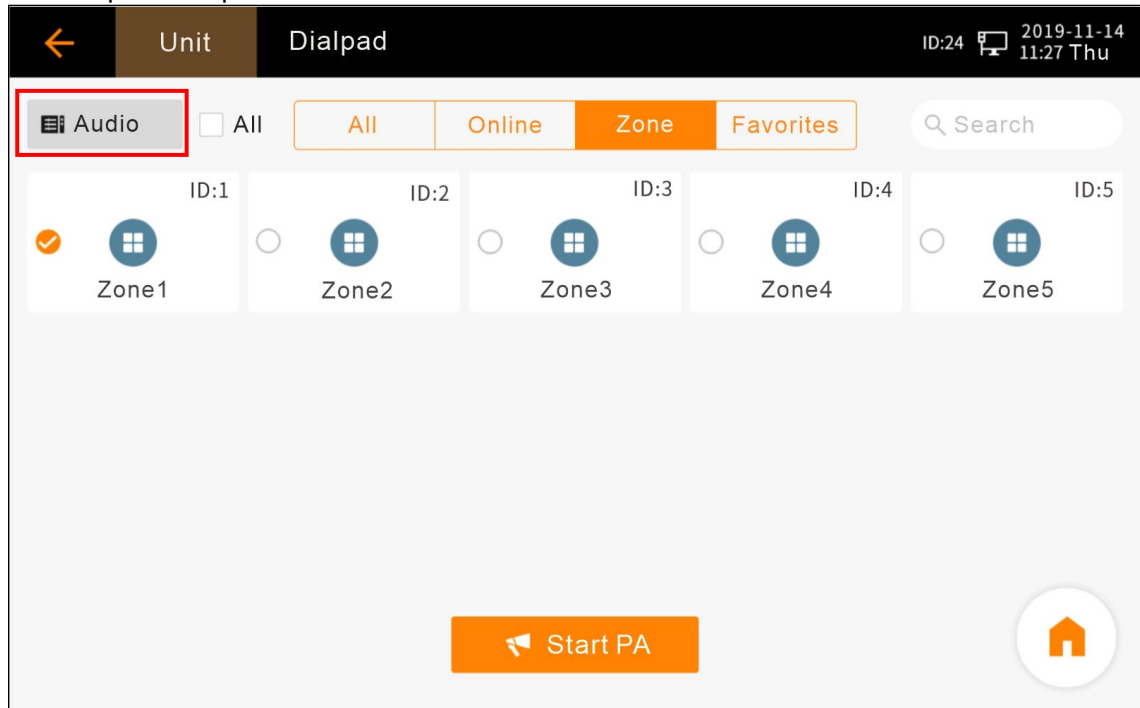 Unit Dialpad ID:24 2019-11-14
11:27 Thu
Audio All All Online Zone Favorites Search
ID:1 ID:2 ID:3 ID:4 ID:5
Zone1 Zone2 Zone3 Zone4 Zone5
Start PA